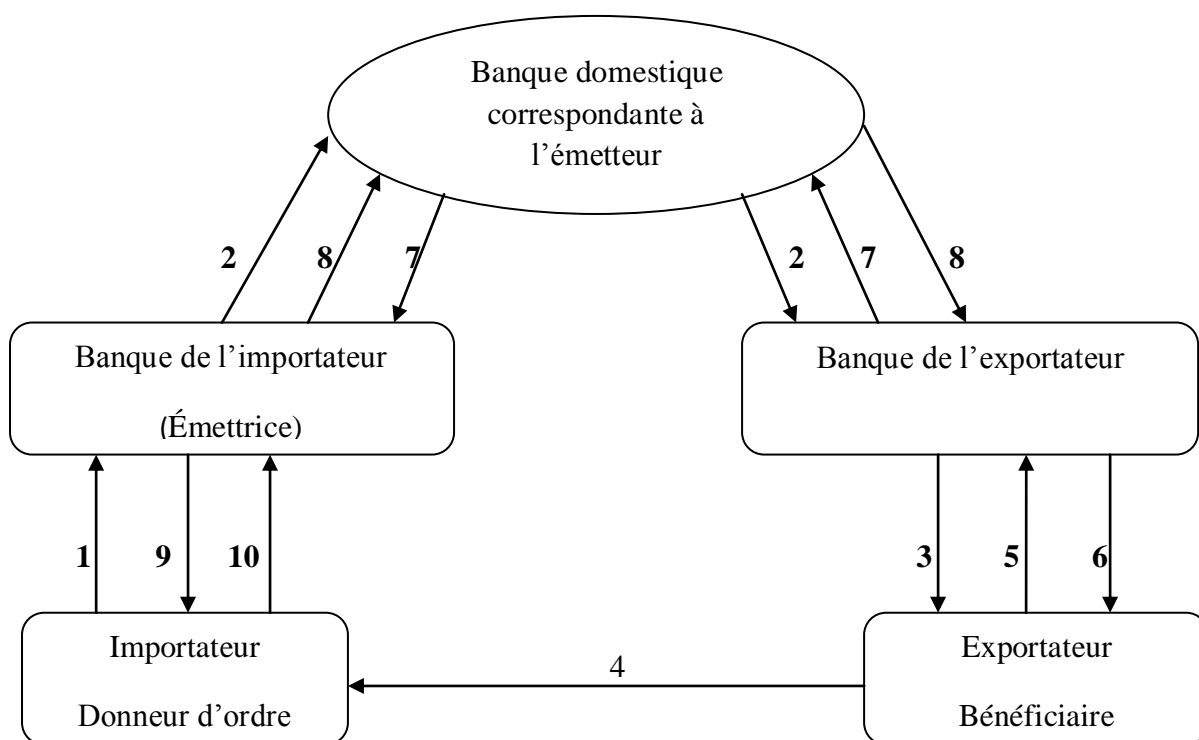 Banque domestique
correspondante à
l'émetteur
2
8
7
2
7
8
Banque de l'importateur
(Émettrice)
Banque de l'exportateur
1
9
10
3
5
6
Importateur
Donneur d'ordre
4
Exportateur
Bénéficiaire